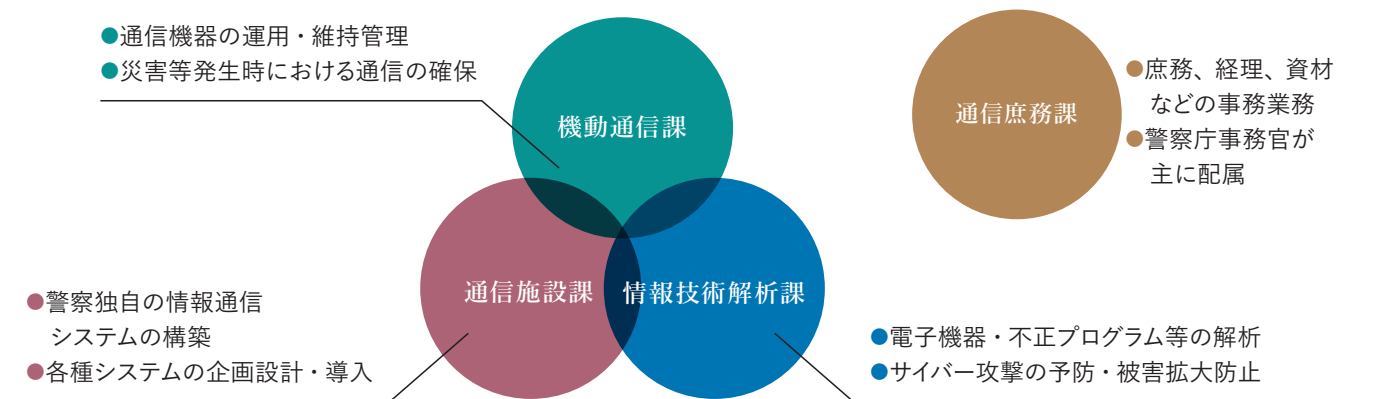 ●通信機器の運用・維持管理
●災害等発生時における通信の確保
機動通信課
通信庶務課
●庶務、経理、資材
などの事務業務
●警察庁事務官が
主に配属
通信施設課
情報技術解析課
●警察独自の情報通信
システムの構築
●各種システムの企画設計・導入
●電子機器・不正プログラム等の解析
●サイバー攻撃の予防・被害拡大防止